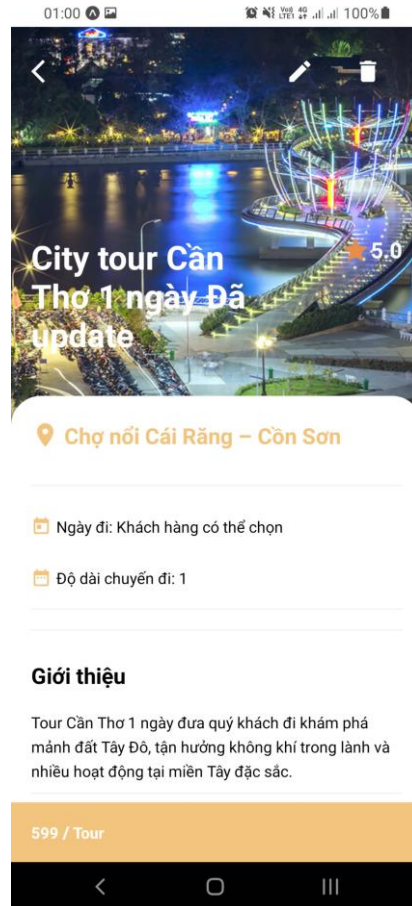 01:00
Vo) 4G LTE1 100%
5.0
City tour Cần
Thơ 1 ngày Đã
update
Chợ nổi Cái Răng – Cồn Sơn
Ngày đi: Khách hàng có thể chọn
Độ dài chuyến đi: 1
Giới thiệu
Tour Cần Thơ 1 ngày đưa quý khách đi khám phá
mảnh đất Tây Đô, tận hưởng không khí trong lành và
nhiều hoạt động tại miền Tây đặc sắc.
599 / Tour